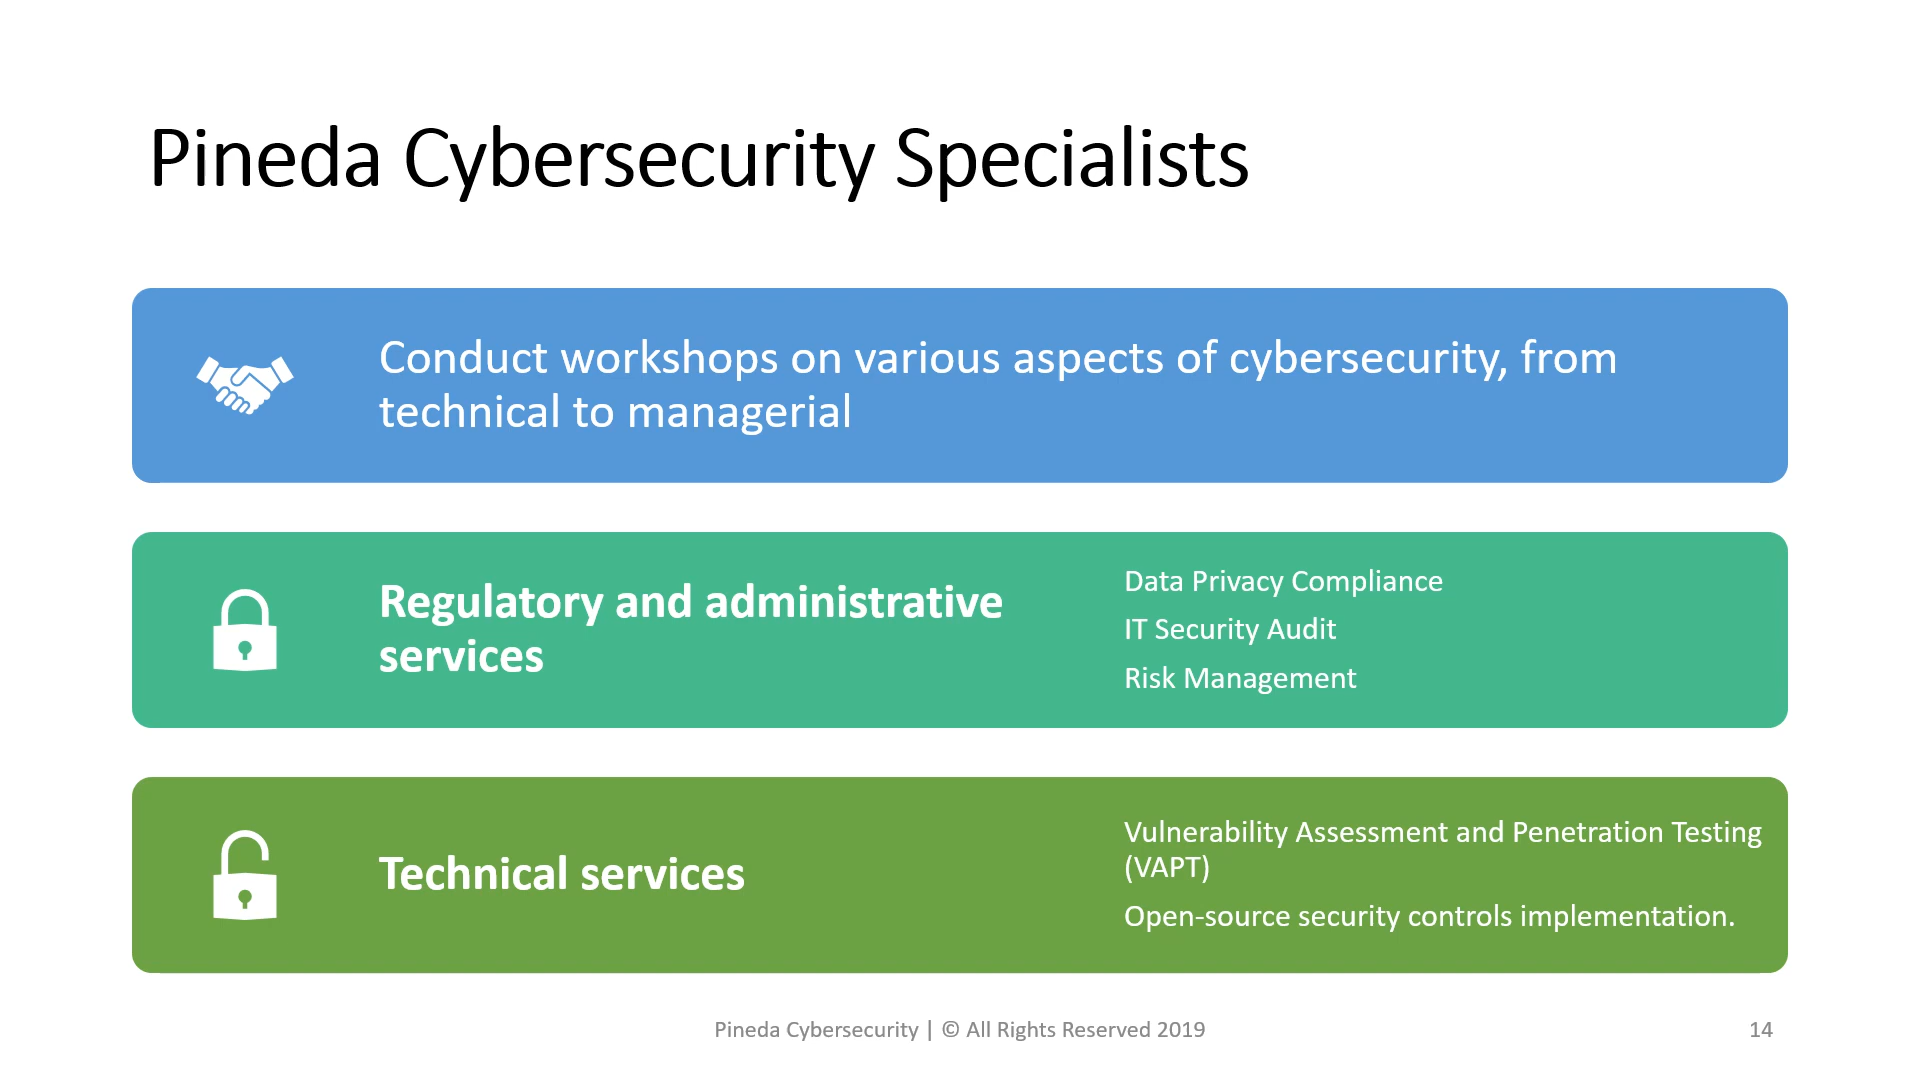 Pineda Cybersecurity Specialists
Conduct workshops on various aspects of cybersecurity, from
technical to managerial
Regulatory and administrative
services
Data Privacy Compliance
IT Security Audit
Risk Management
Technical services
Vulnerability Assessment and Penetration Testing
(VAPT)
Open-source security controls implementation.
Pineda Cybersecurity | © All Rights Reserved 2019
14